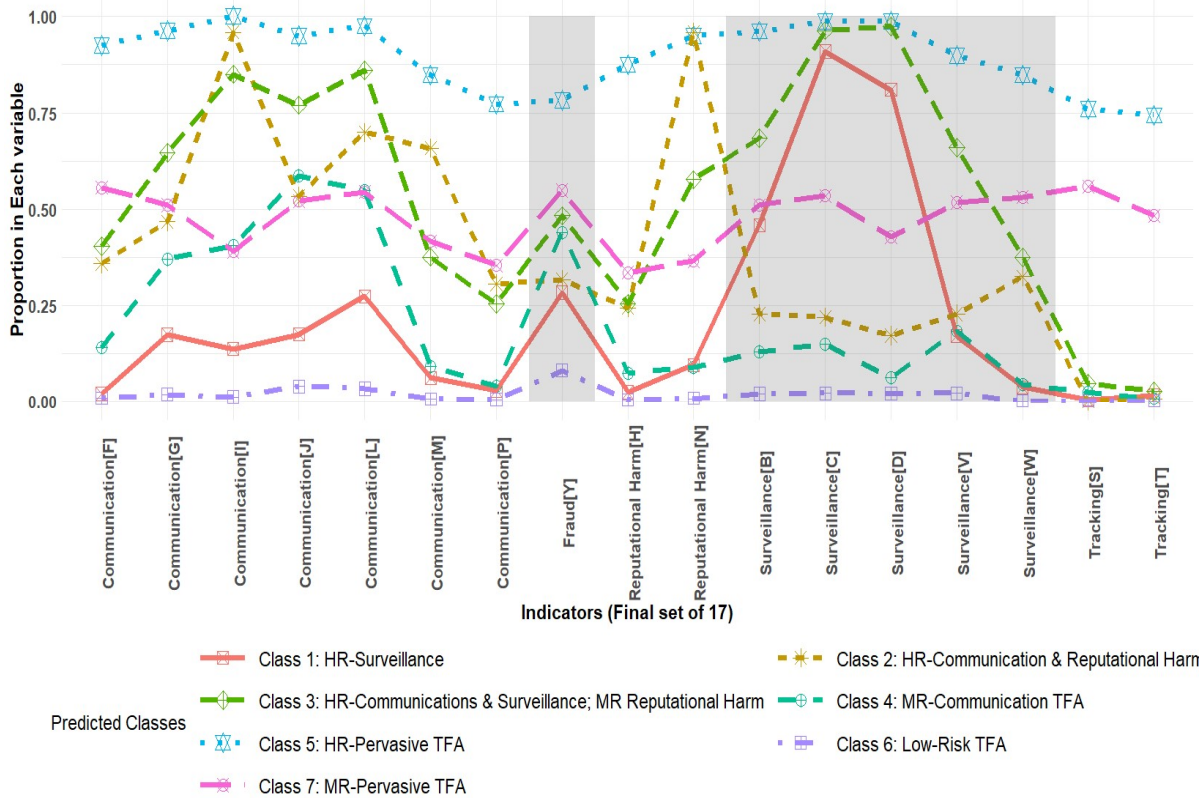 1.00
0.75
0.50
0.25
0.00
Proportion in Each variable
Communication[F]
Communication[G]
Communication[I]
Communication[J]
Communication[L]
Communication[M]
Communication[P]
Fraud[Y]
Reputational Harm[H]
Reputational Harm[N]
Surveillance[B]
Surveillance[C]
Surveillance[D]
Surveillance[V]
Surveillance[W]
Tracking[S]
Tracking[T]
Indicators (Final set of 17)
Predicted Classes
Class 1: HR-Surveillance
Class 2: HR-Communication & Reputational Harm
Class 3: HR-Communications & Surveillance; MR Reputational Harm
Class 4: MR-Communication TFA
Class 5: HR-Pervasive TFA
Class 6: Low-Risk TFA
Class 7: MR-Pervasive TFA